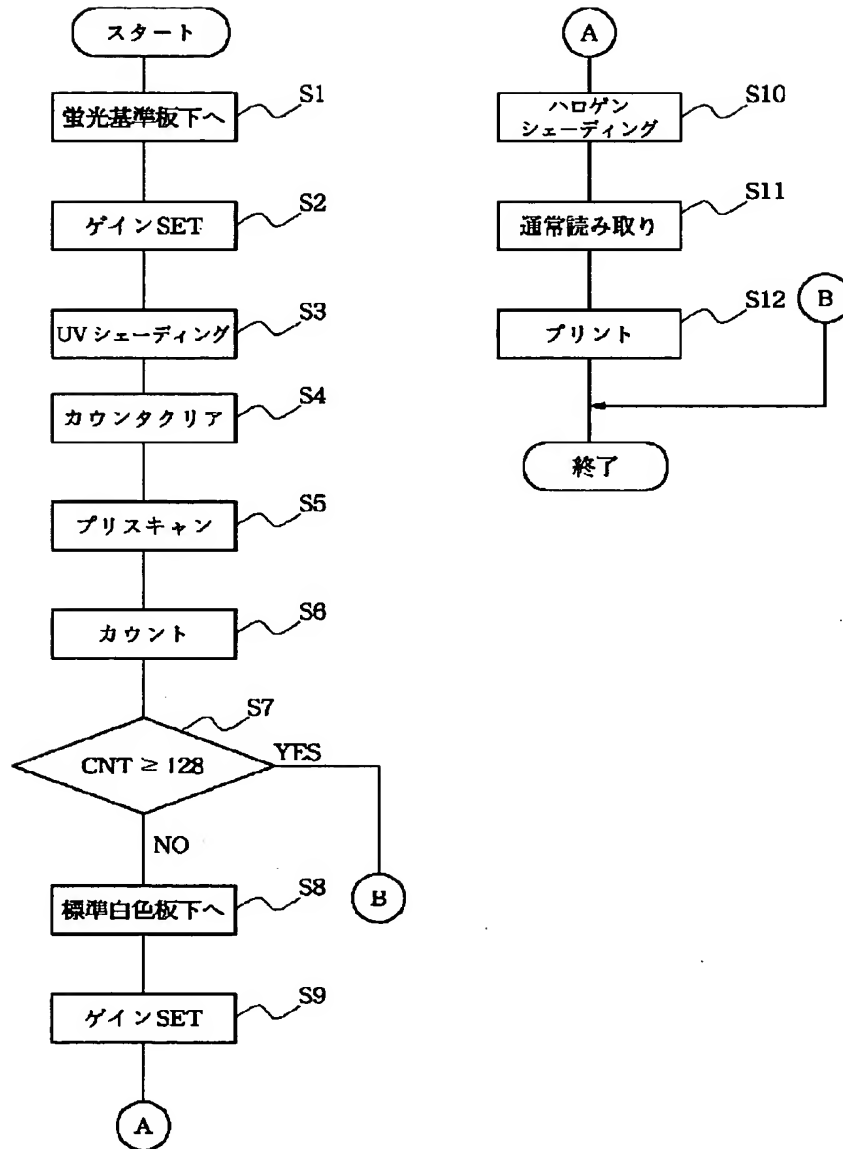 スタート
蛍光基準板下へ
S1
ゲインSET
S2
UVシェーディング
S3
カウンタクリア
S4
プリスキャン
S5
カウント
S6
S7
CNT ≥ 128
YES
NO
B
標準白色板下へ
S8
ゲインSET
S9
A
A
ハロゲン
シェーディング
S10
通常読み取り
S11
プリント
S12
B
終了